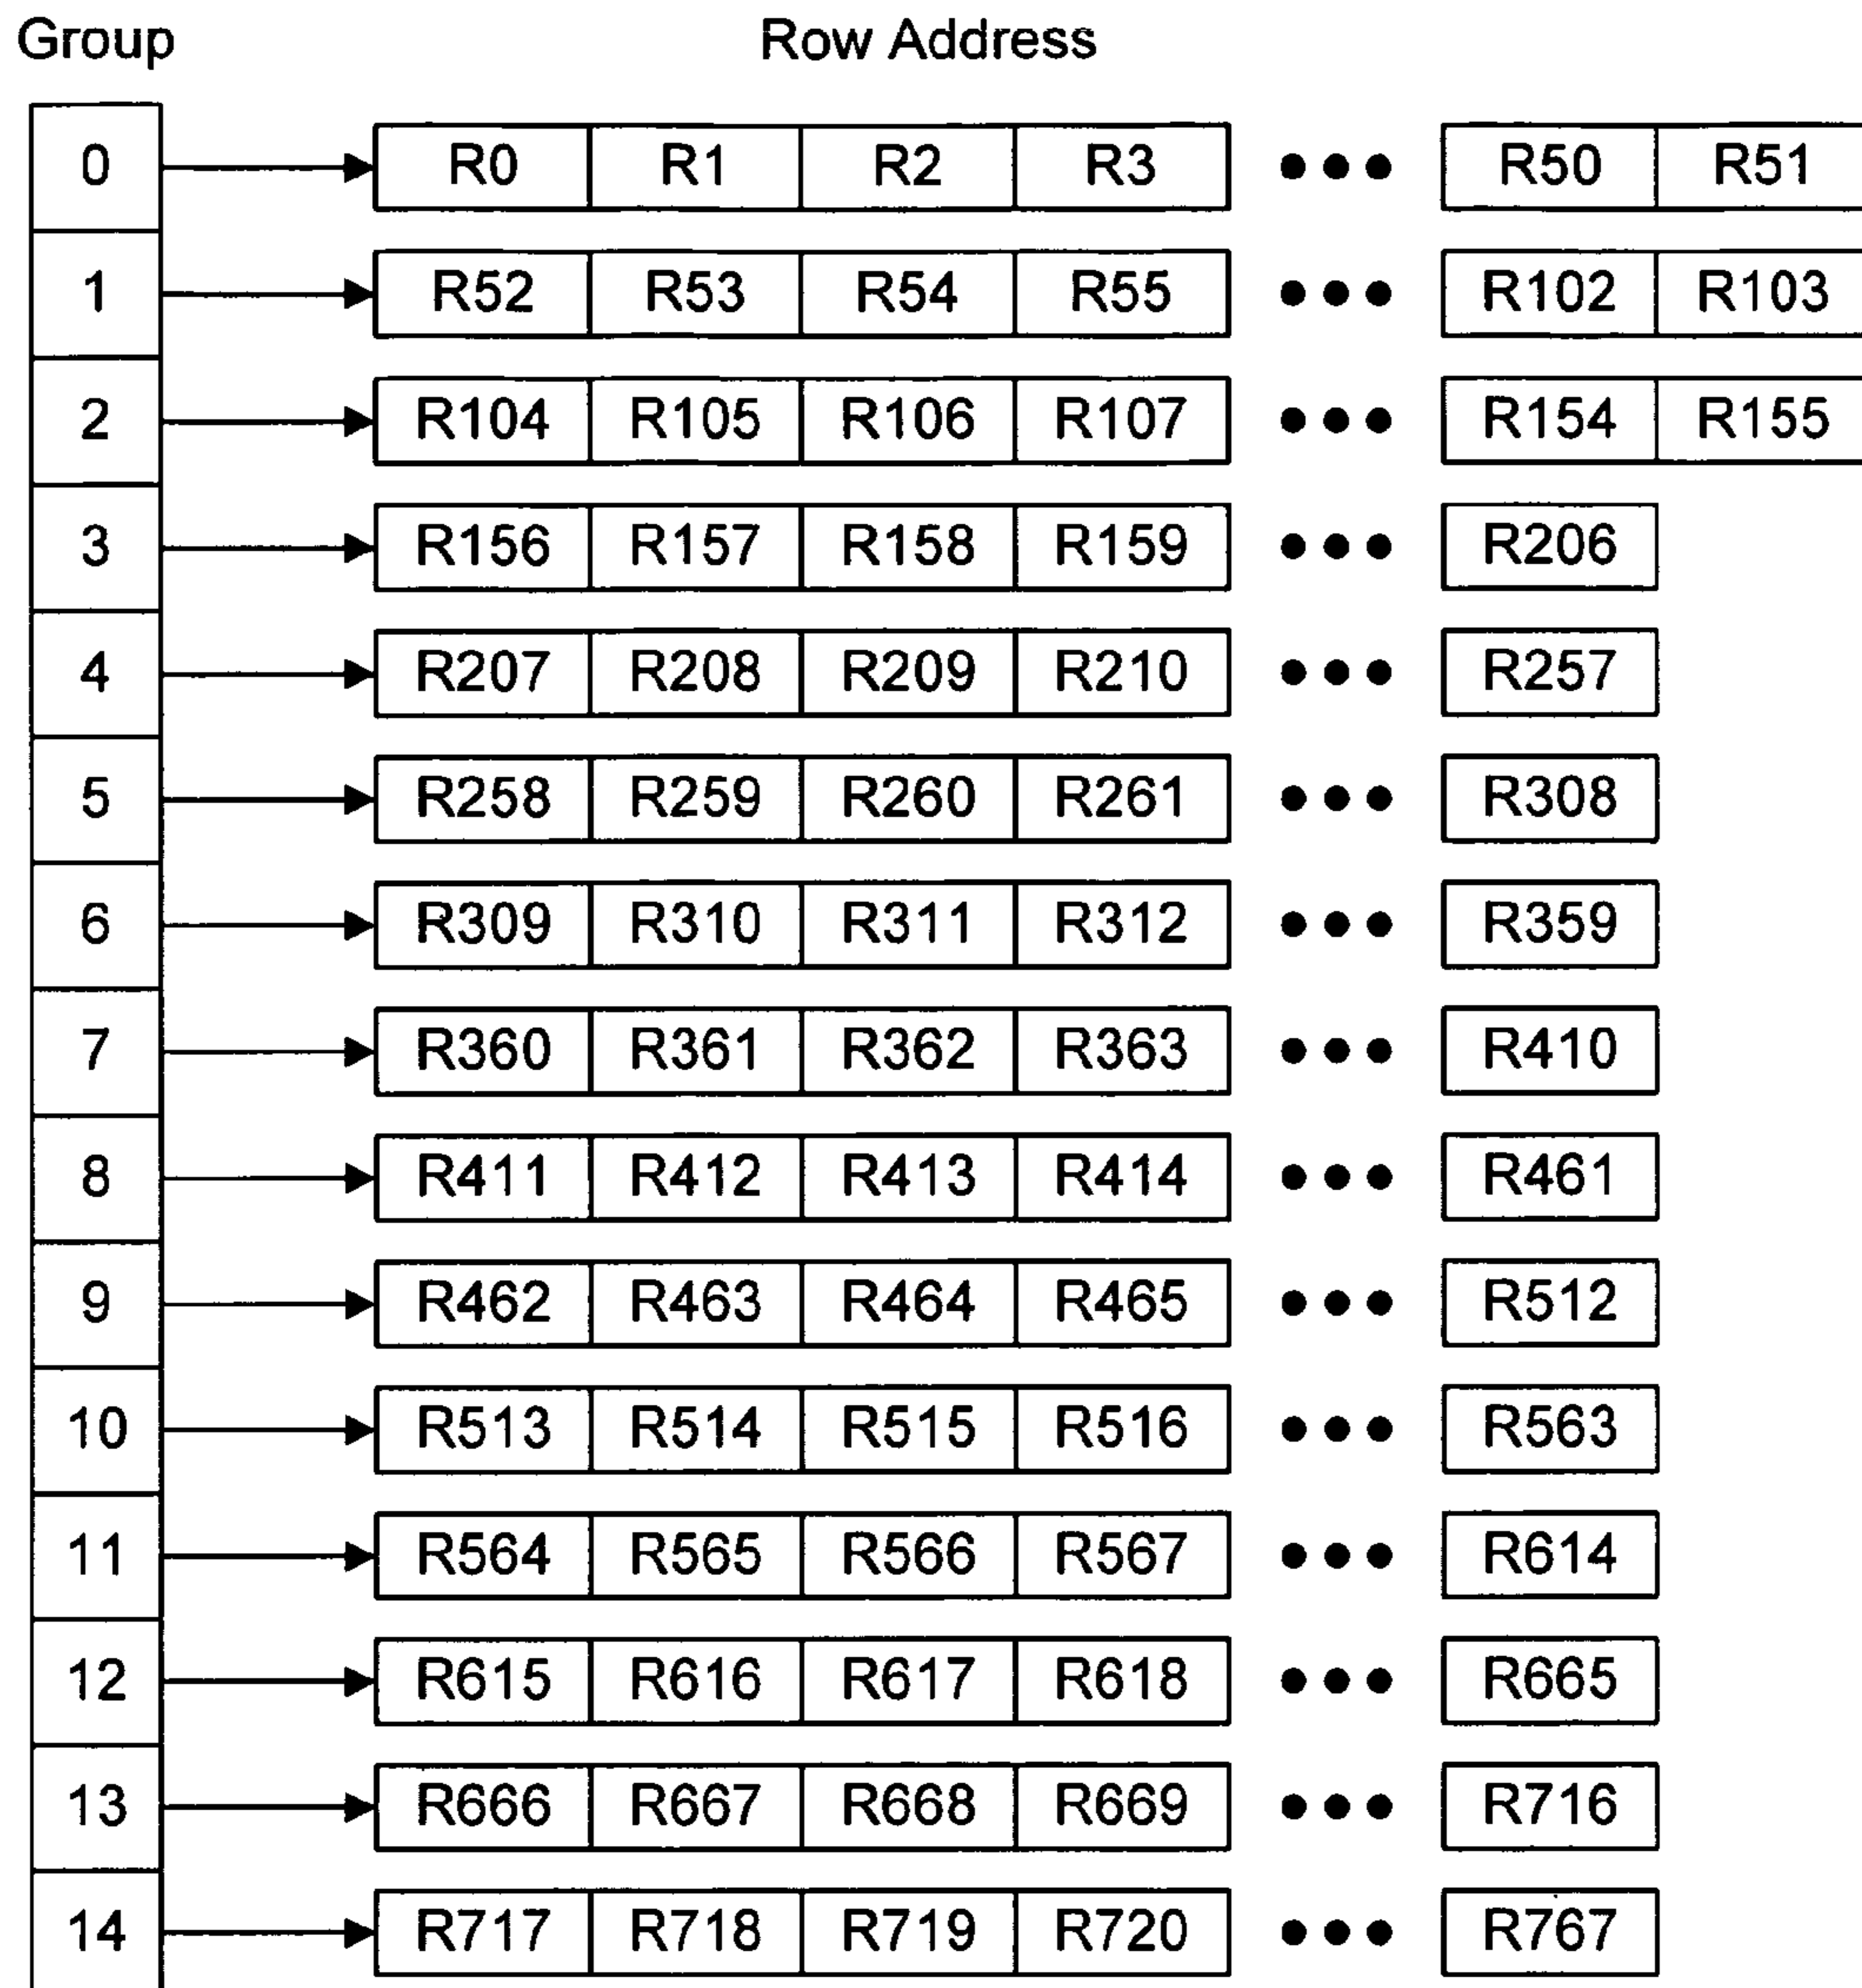 Group Row Address
0 R0 R1 R2 R3 ••• R50 R51
1 R52 R53 R54 R55 ••• R102 R103
2 R104 R105 R106 R107 ••• R154 R155
3 R156 R157 R158 R159 ••• R206
4 R207 R208 R209 R210 ••• R257
5 R258 R259 R260 R261 ••• R308
6 R309 R310 R311 R312 ••• R359
7 R360 R361 R362 R363 ••• R410
8 R411 R412 R413 R414 ••• R461
9 R462 R463 R464 R465 ••• R512
10 R513 R514 R515 R516 ••• R563
11 R564 R565 R566 R567 ••• R614
12 R615 R616 R617 R618 ••• R665
13 R666 R667 R668 R669 ••• R716
14 R717 R718 R719 R720 ••• R767